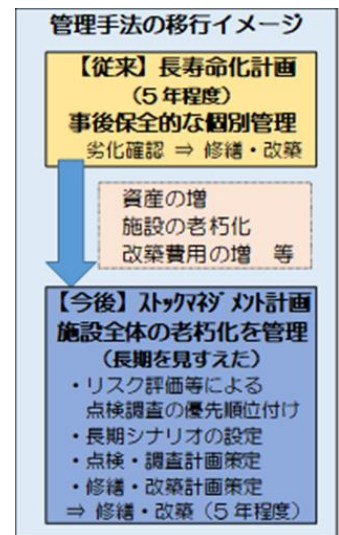 管理手法の移行イメージ
【従来】長寿命化計画
（５年程度）
事後保全的な個別管理
劣化確認 ⇒ 修繕・改築
資産の増
施設の老朽化
改築費用の増　等
【今後】ｽﾄｯｸﾏﾈｼﾞﾒﾝﾄ計画
施設全体の老朽化を管理
（長期を見すえた）
・リスク評価等による
点検調査の優先順位付け
・長期シナリオの設定
・点検・調査計画策定
・修繕・改築計画策定
⇒ 修繕・改築（５年程度）